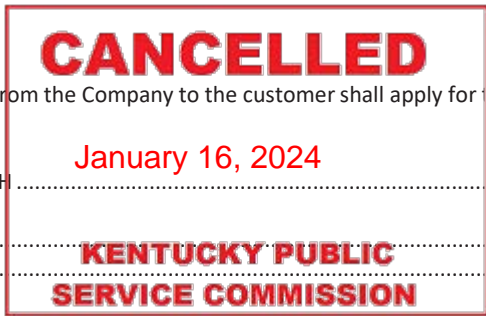 CANCELLED
rom the Company to the customer shall apply for
January 16, 2024
H ................................................................
................................................................
KENTUCKY PUBLIC
................................................................
SERVICE COMMISSION